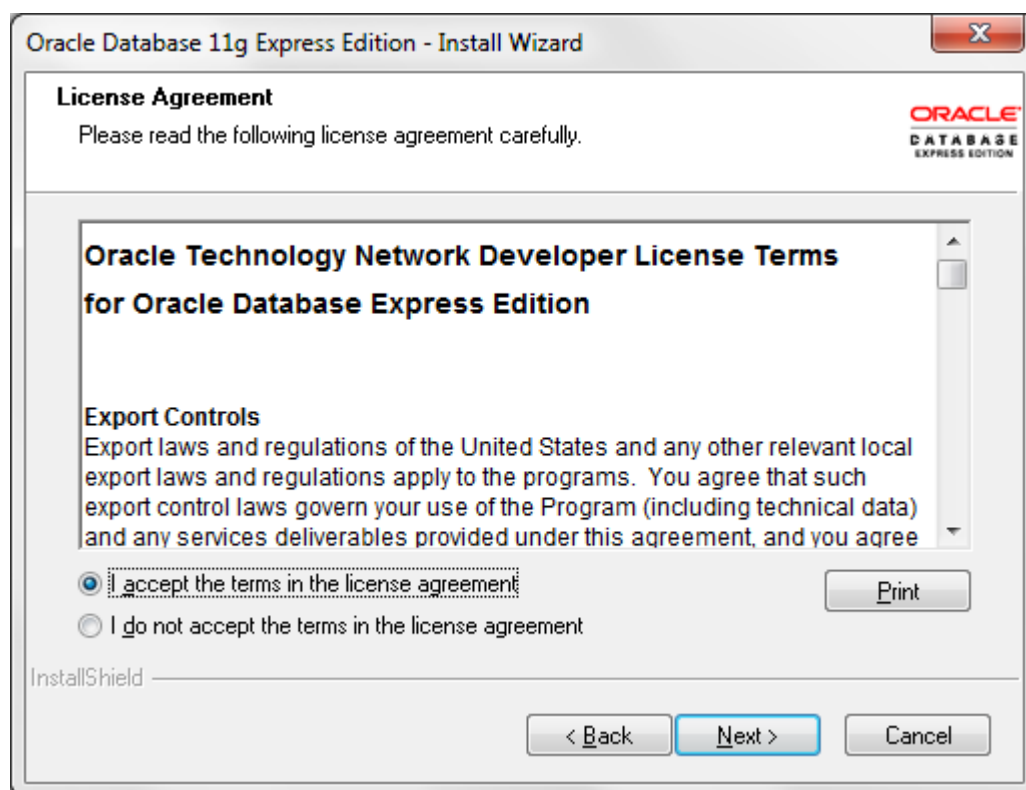 Oracle Database 11g Express Edition - Install Wizard
X
License Agreement
Please read the following license agreement carefully.
ORACLE
DATABASE
EXPRESS EDITION
Oracle Technology Network Developer License Terms
for Oracle Database Express Edition
Export Controls
Export laws and regulations of the United States and any other relevant local
export laws and regulations apply to the programs.  You agree that such
export control laws govern your use of the Program (including technical data)
and any services deliverables provided under this agreement, and you agree
I accept the terms in the license agreement
Print
I do not accept the terms in the license agreement
InstallShield
< Back
Next >
Cancel